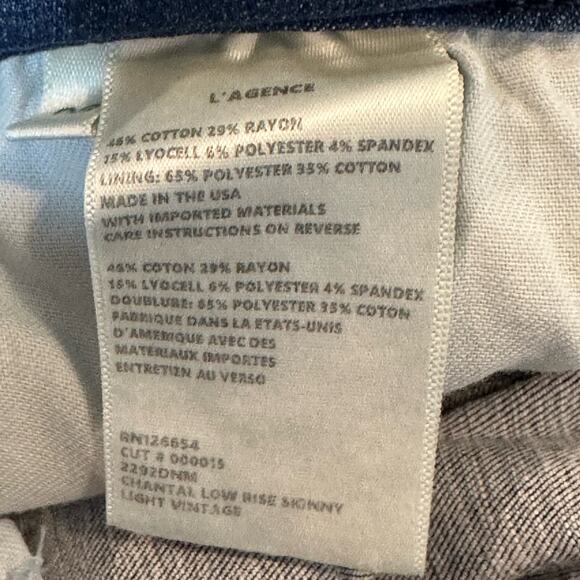 L'AGENCE
46% COTTON 29% RAYON
15% LYOCELL 6% POLYESTER 4% SPANDEX
LINING: 65% POLYESTER 35% COTTON
MADE IN THE USA
WITH IMPORTED MATERIALS
CARE INSTRUCTIONS ON REVERSE
46% COTON 29% RAYON
15% LYOCELL 6% POLYESTER 4% SPANDEX
DOUBLURE: 65% POLYESTER 35% COTON
FABRIQUE DANS LA ETATS-UNIS
D'AMERIQUE AVEC DES
MATERIAUX IMPORTES
ENTRETIEN AU VERSO
RN126654
CUT # 000015
2292DNM
CHANTAL LOW RISE SKINNY
LIGHT VINTAGE